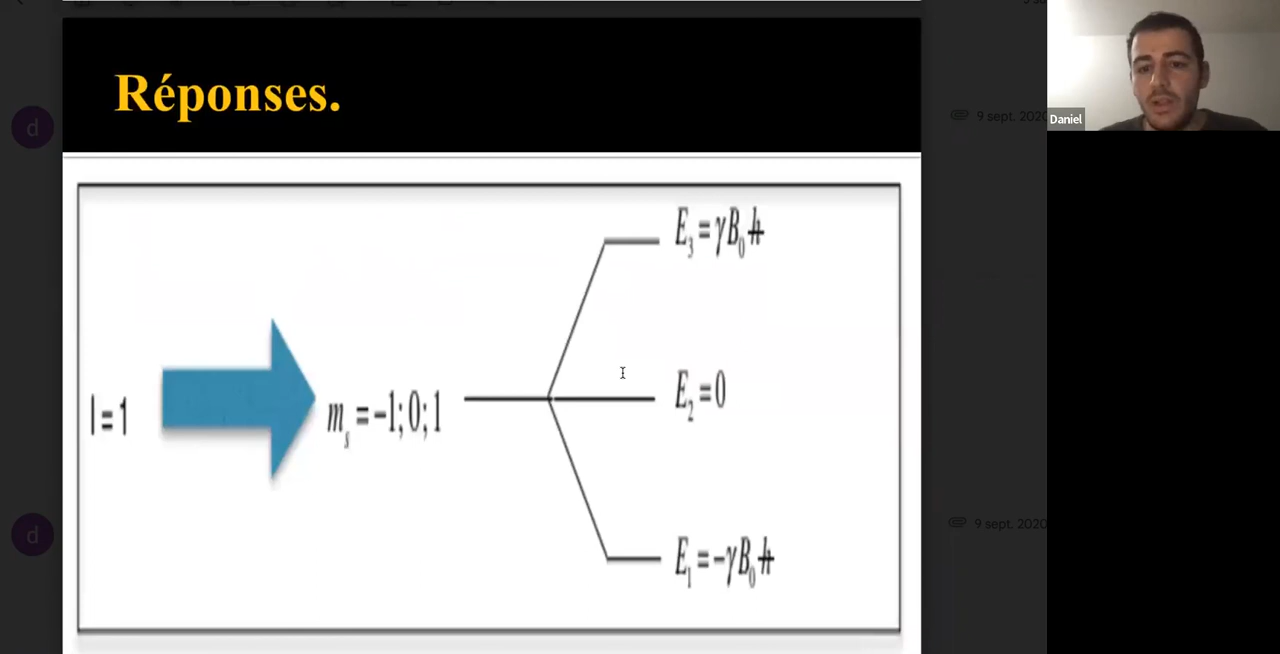 Réponses.
d
9 sept. 2020
Daniel
E₃ = γB₀ħ
I = 1
mₛ = −1; 0; 1
E₂ = 0
d
9 sept. 2020
E₁ = −γB₀ħ